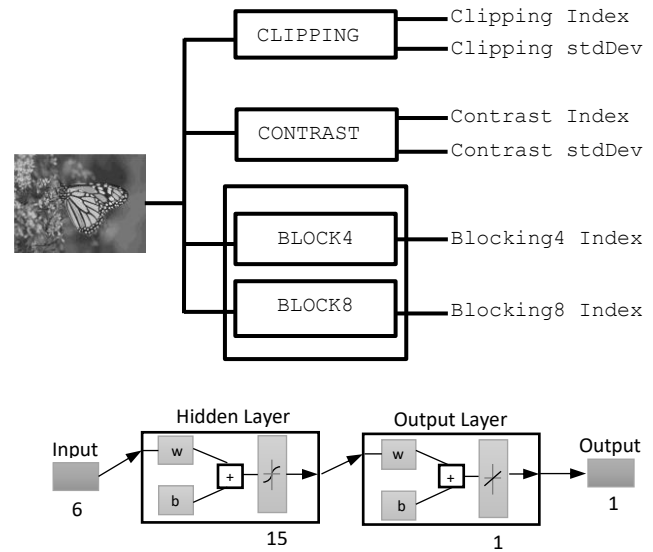 CLIPPING
Clipping Index
Clipping stdDev
CONTRAST
Contrast Index
Contrast stdDev
BLOCK4
Blocking4 Index
BLOCK8
Blocking8 Index
Hidden Layer
Output Layer
Input
w
b
+
w
b
+
Output
6
15
1
1